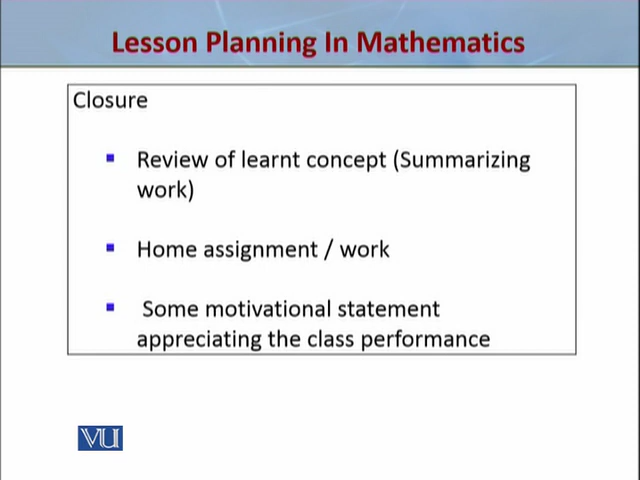 Lesson Planning In Mathematics
Closure
Review of learnt concept (Summarizing
work)
Home assignment / work
Some motivational statement
appreciating the class performance
VU